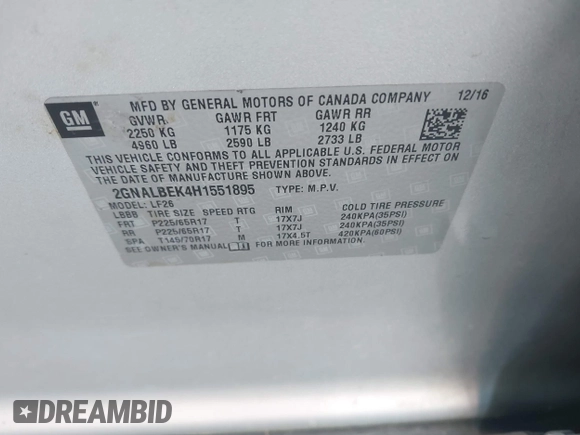 GM
MFD BY GENERAL MOTORS OF CANADA COMPANY 12/16
GVWR GAWR FRT GAWR RR
2250 KG 1175 KG 1240 KG
4960 LB 2590 LB 2733 LB
THIS VEHICLE CONFORMS TO ALL APPLICABLE U.S. FEDERAL MOTOR
VEHICLE SAFETY, THEFT PREVENTION STANDARDS IN EFFECT ON
THE DATE OF MANUFACTURE SHOWN ABOVE.
2GNALBEK4H1551895 TYPE: M.P.V.
MODEL: LF26
LBBB TIRE SIZE SPEED RTG RIM COLD TIRE PRESSURE
FRT P225/65R17 T 17X7J 240KPA(35PSI)
RR P225/65R17 T 17X7J 240KPA(35PSI)
SPA T145/70R17 M 17X4.5T 420KPA(60PSI)
SEE OWNER'S MANUAL
DREAMBID